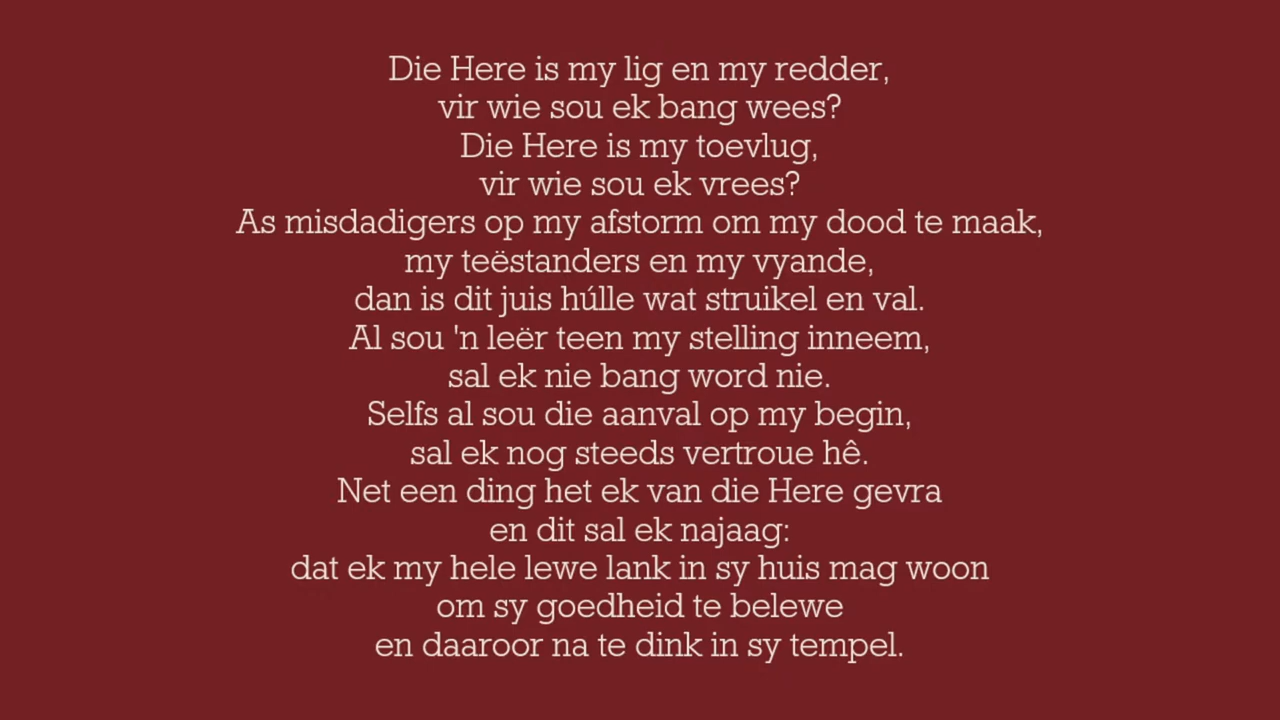 Die Here is my lig en my redder,
vir wie sou ek bang wees?
Die Here is my toevlug,
vir wie sou ek vrees?
As misdadigers op my afstorm om my dood te maak,
my teëstanders en my vyande,
dan is dit juis húlle wat struikel en val.
Al sou 'n leër teen my stelling inneem,
sal ek nie bang word nie.
Selfs al sou die aanval op my begin,
sal ek nog steeds vertroue hê.
Net een ding het ek van die Here gevra
en dit sal ek najaag:
dat ek my hele lewe lank in sy huis mag woon
om sy goedheid te belewe
en daaroor na te dink in sy tempel.